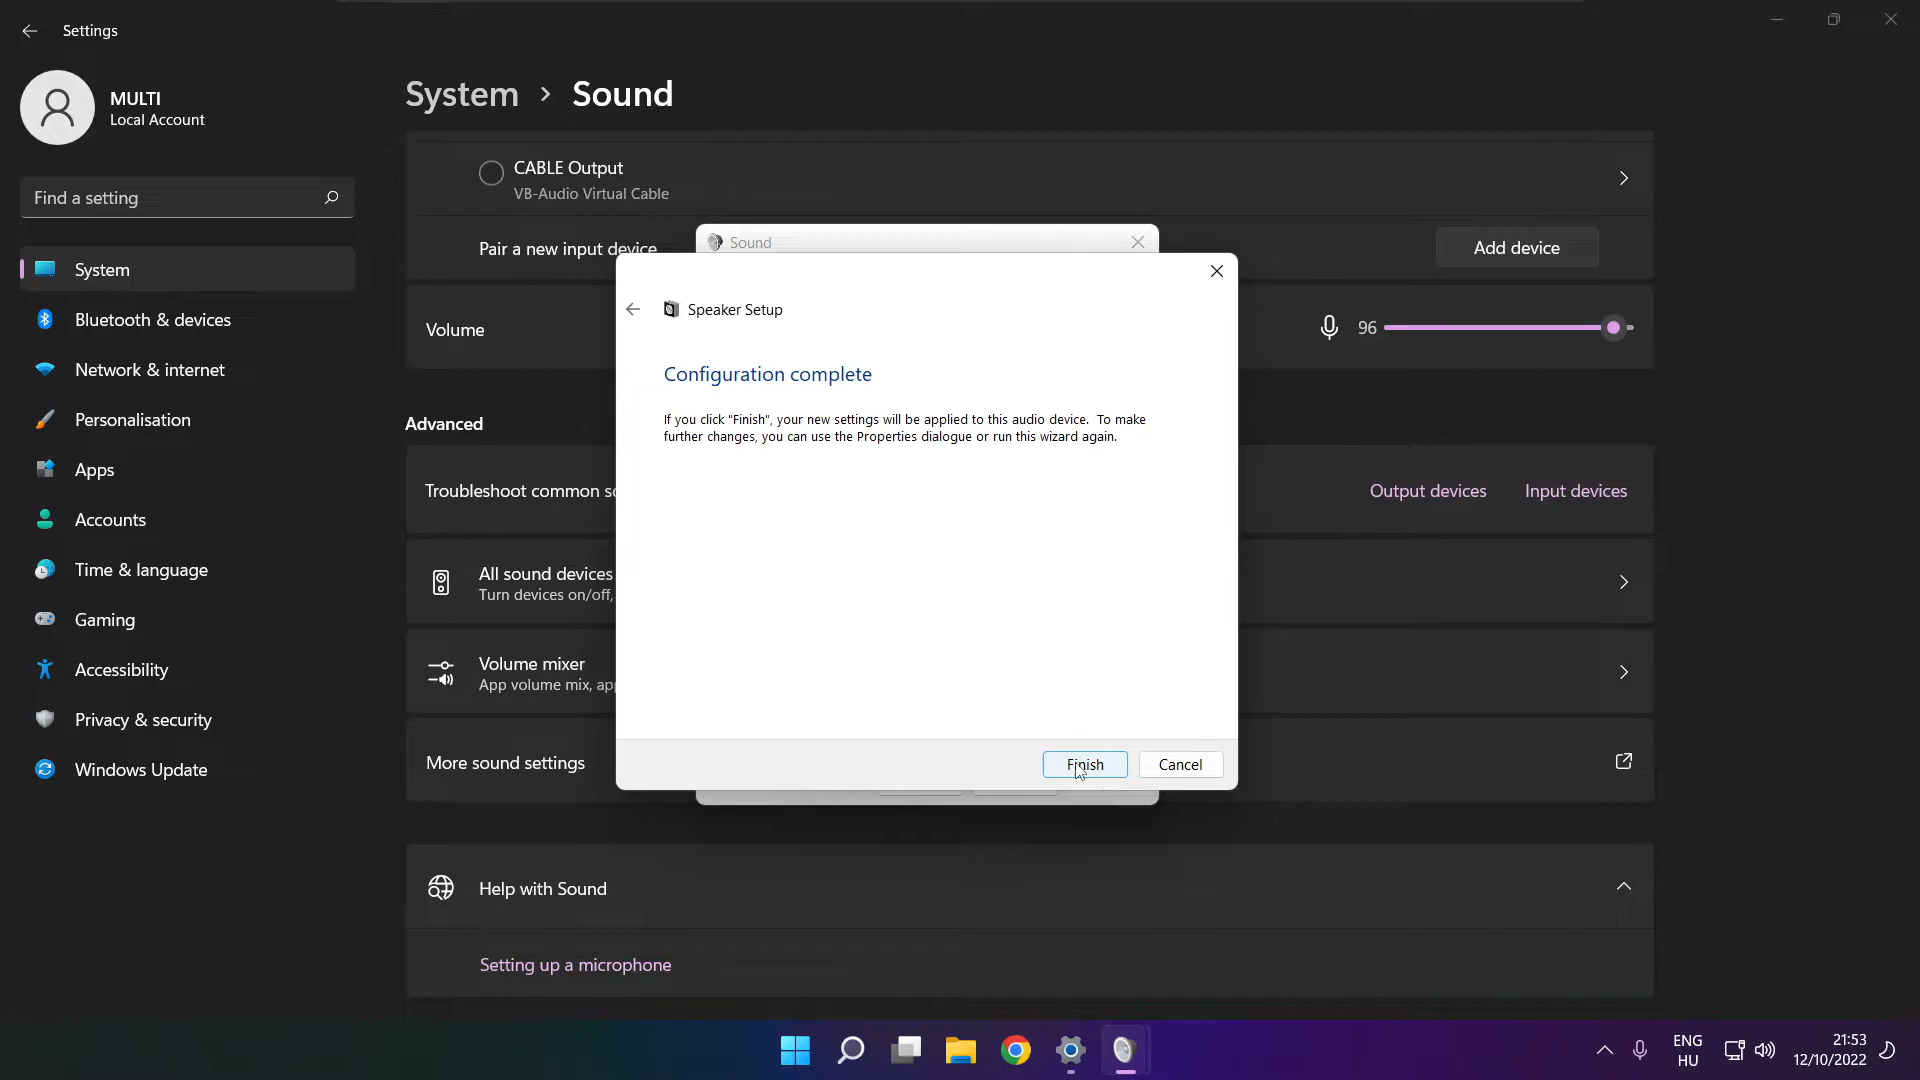 Settings
MULTI
Local Account
Find a setting
System
Bluetooth & devices
Network & internet
Personalisation
Apps
Accounts
Time & language
Gaming
Accessibility
Privacy & security
Windows Update
System > Sound
CABLE Output
VB-Audio Virtual Cable
Pair a new input device
Add device
Volume
96
Advanced
Troubleshoot common
Output devices
Input devices
All sound devices
Turn devices on/off,
Volume mixer
App volume mix,
More sound settings
Help with Sound
Setting up a microphone
Sound
Speaker Setup
Configuration complete
If you click "Finish", your new settings will be applied to this audio device. To make
further changes, you can use the Properties dialogue or run this wizard again.
Finish
Cancel
ENG
HU
21:53
12/10/2022